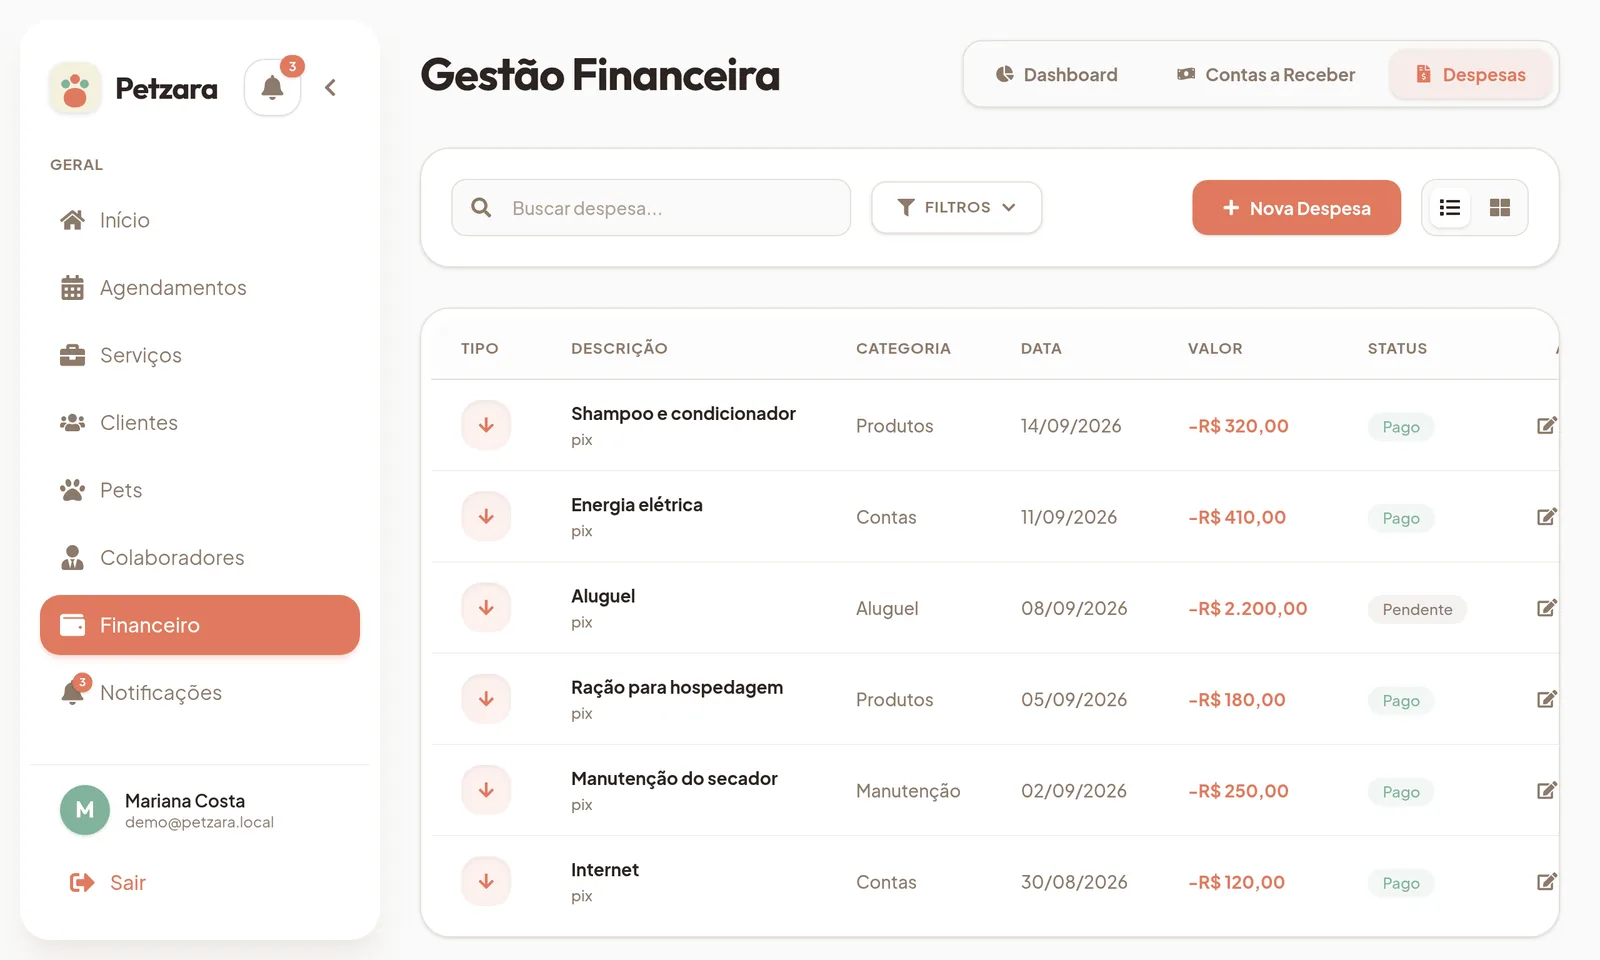 Petzara
3
GERAL
Início
Agendamentos
Serviços
Clientes
Pets
Colaboradores
Financeiro
3
Notificações
M
Mariana Costa
demo@petzara.local
Sair
Gestão Financeira
Dashboard
Contas a Receber
Despesas
Buscar despesa...
FILTROS
+ Nova Despesa
TIPO DESCRIÇÃO CATEGORIA DATA VALOR STATUS
Shampoo e condicionador
pix
Produtos 14/09/2026 -R$ 320,00 Pago
Energia elétrica
pix
Contas 11/09/2026 -R$ 410,00 Pago
Aluguel
pix
Aluguel 08/09/2026 -R$ 2.200,00 Pendente
Ração para hospedagem
pix
Produtos 05/09/2026 -R$ 180,00 Pago
Manutenção do secador
pix
Manutenção 02/09/2026 -R$ 250,00 Pago
Internet
pix
Contas 30/08/2026 -R$ 120,00 Pago